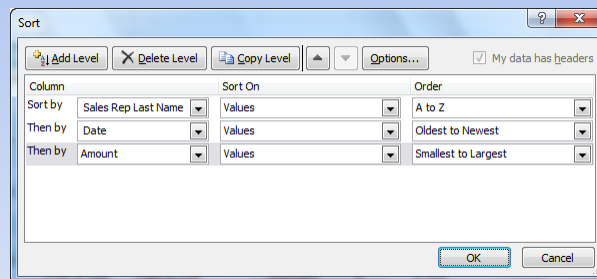 Sort
Add Level Delete Level Copy Level Options... My data has headers
Column Sort On Order
Sort by Sales Rep Last Name Values A to Z
Then by Date Values Oldest to Newest
Then by Amount Values Smallest to Largest
OK Cancel